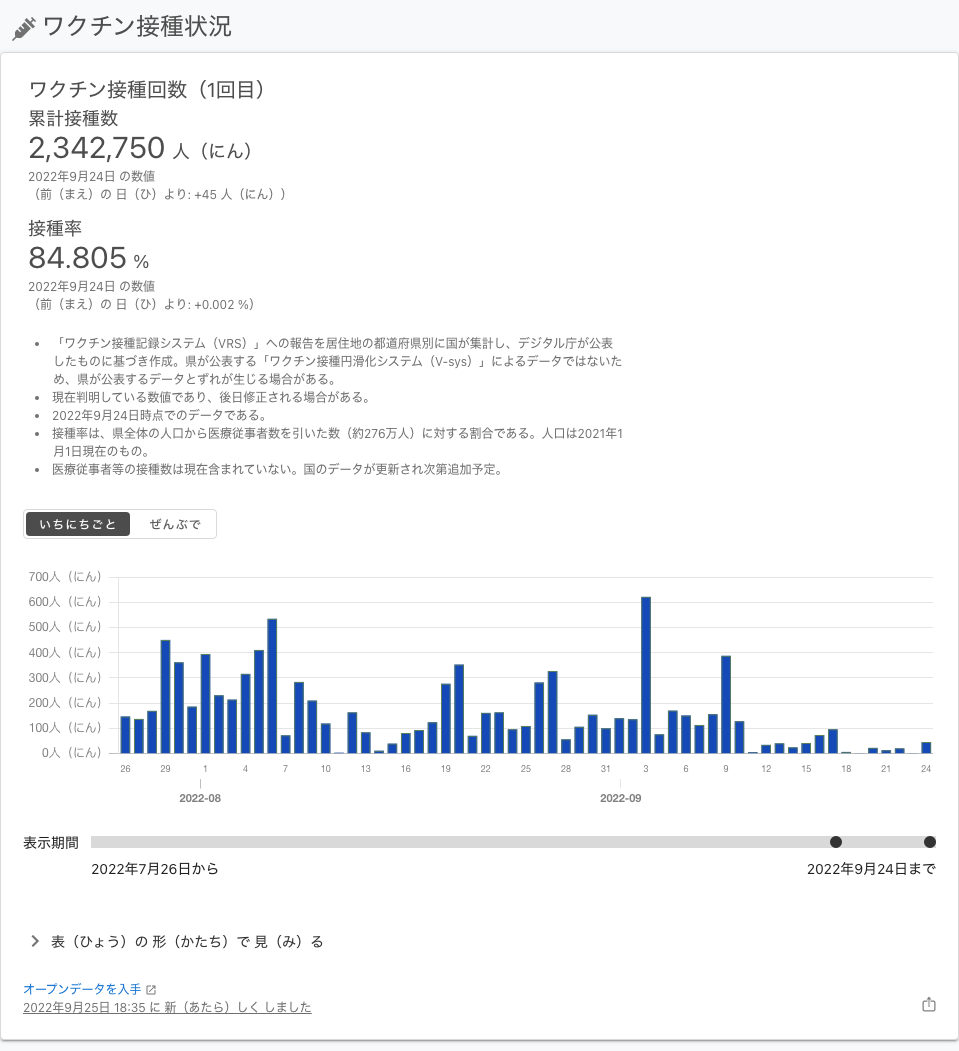 ワクチン接種状況
ワクチン接種回数（1回目）
累計接種数
2,342,750 人（にん）
2022年9月24日 の数値
（前（まえ）の 日（ひ）より: +45 人（にん））
接種率
84.805 %
2022年9月24日 の数値
（前（まえ）の 日（ひ）より: +0.002 %）
• 「ワクチン接種記録システム（VRS）」への報告を居住地の都道府県別に国が集計し、デジタル庁が公表
したものに基づき作成。県が公表する「ワクチン接種円滑化システム（V-sys）」によるデータではないた
め、県が公表するデータとずれが生じる場合がある。
• 現在判明している数値であり、後日修正される場合がある。
• 2022年9月24日時点でのデータである。
• 接種率は、県全体の人口から医療従事者数を引いた数（約276万人）に対する割合である。人口は2021年1
月1日現在のもの。
• 医療従事者等の接種数は現在含まれていない。国のデータが更新され次第追加予定。
いちにちごと ぜんぶで
700人（にん）
600人（にん）
500人（にん）
400人（にん）
300人（にん）
200人（にん）
100人（にん）
0人（にん）
26 29 1 4 7 10 13 16 19 22 25 28 31 3 6 9 12 15 18 21 24
2022-08 2022-09
表示期間
2022年7月26日から 2022年9月24日まで
表（ひょう）の 形（かたち）で 見（み）る
オープンデータを入手
2022年9月25日 18:35 に 新（あたら）しく しました